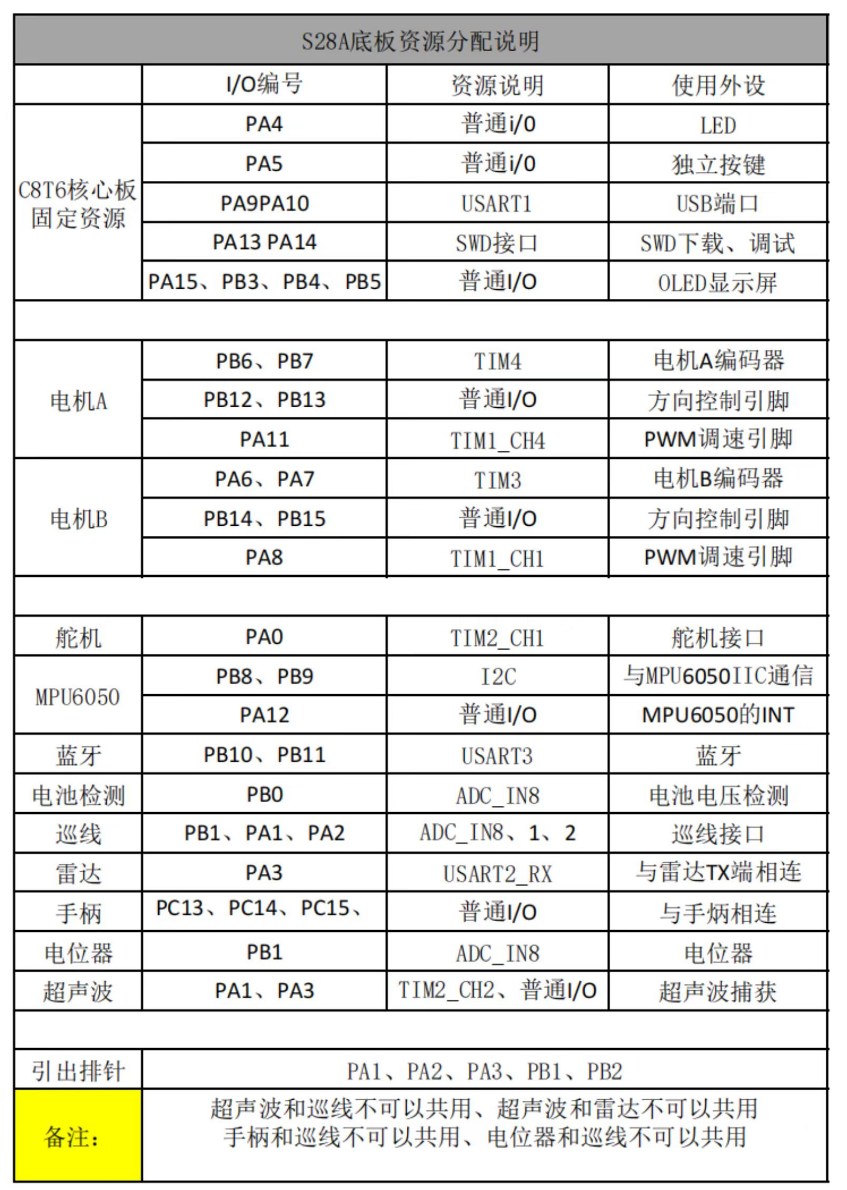 S28A底板资源分配说明
I/O编号 资源说明 使用外设
C8T6核心板固定资源 PA4 普通i/0 LED
PA5 普通i/0 独立按键
PA9PA10 USART1 USB端口
PA13 PA14 SWD接口 SWD下载、调试
PA15、PB3、PB4、PB5 普通I/O OLED显示屏
电机A PB6、PB7 TIM4 电机A编码器
PB12、PB13 普通I/O 方向控制引脚
PA11 TIM1_CH4 PWM调速引脚
电机B PA6、PA7 TIM3 电机B编码器
PB14、PB15 普通I/O 方向控制引脚
PA8 TIM1_CH1 PWM调速引脚
舵机 PA0 TIM2_CH1 舵机接口
MPU6050 PB8、PB9 I2C 与MPU6050IIC通信
PA12 普通I/O MPU6050的INT
蓝牙 PB10、PB11 USART3 蓝牙
电池检测 PB0 ADC_IN8 电池电压检测
巡线 PB1、PA1、PA2 ADC_IN8、1、2 巡线接口
雷达 PA3 USART2_RX 与雷达TX端相连
手柄 PC13、PC14、PC15、 普通I/O 与手炳相连
电位器 PB1 ADC_IN8 电位器
超声波 PA1、PA3 TIM2_CH2、普通I/O 超声波捕获
引出排针 PA1、PA2、PA3、PB1、PB2
备注： 超声波和巡线不可以共用、超声波和雷达不可以共用
手柄和巡线不可以共用、电位器和巡线不可以共用